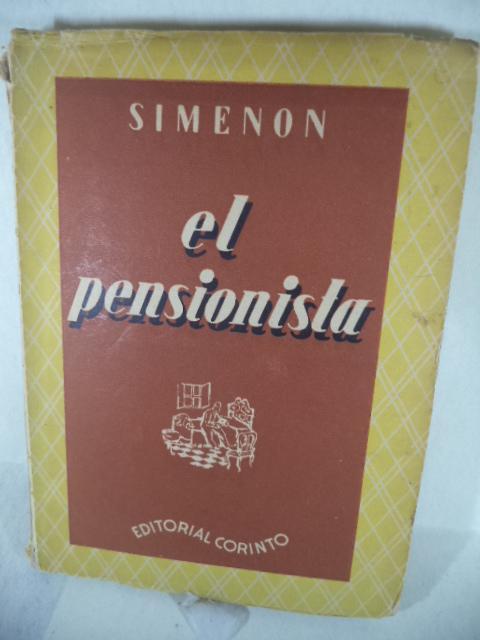 SIMENON
el
pensionista
EDITORIAL CORINTO